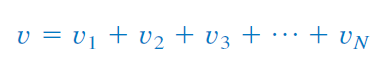 v = v₁ + v₂ + v₃ + ⋯ + v_N